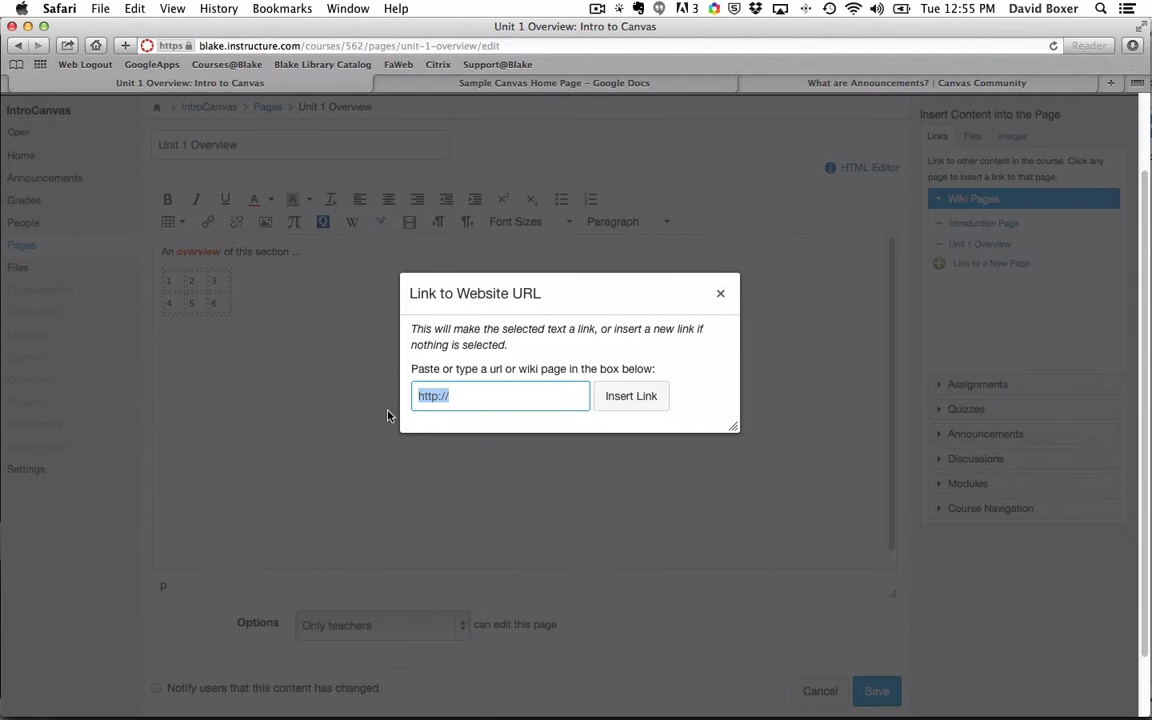 Safari File Edit View History Bookmarks Window Help 3 Tue 12:55 PM David Boxer
Unit 1 Overview: Intro to Canvas
https blake.instructure.com/courses/562/pages/unit-1-overview/edit Reader
Web Logout GoogleApps Courses@Blake Blake Library Catalog FaWeb Citrix Support@Blake
Unit 1 Overview: Intro to Canvas Sample Canvas Home Page - Google Docs What are Announcements? | Canvas Community
IntroCanvas
Open
Home
Announcements
Grades
People
Pages
Files
Settings
IntroCanvas > Pages > Unit 1 Overview
Unit 1 Overview
HTML Editor
B I U A A
Font Sizes Paragraph
An overview of this section ...
1 2 3
4 5 6
Link to Website URL
This will make the selected text a link, or insert a new link if
nothing is selected.
Paste or type a url or wiki page in the box below:
http:// Insert Link
p
Options Only teachers can edit this page
Notify users that this content has changed
Cancel Save
Insert Content into the Page
Links Files Images
Link to other content in the course. Click any
page to insert a link to that page.
Wiki Pages
Introduction Page
Unit 1 Overview
Link to a New Page
Assignments
Quizzes
Announcements
Discussions
Modules
Course Navigation